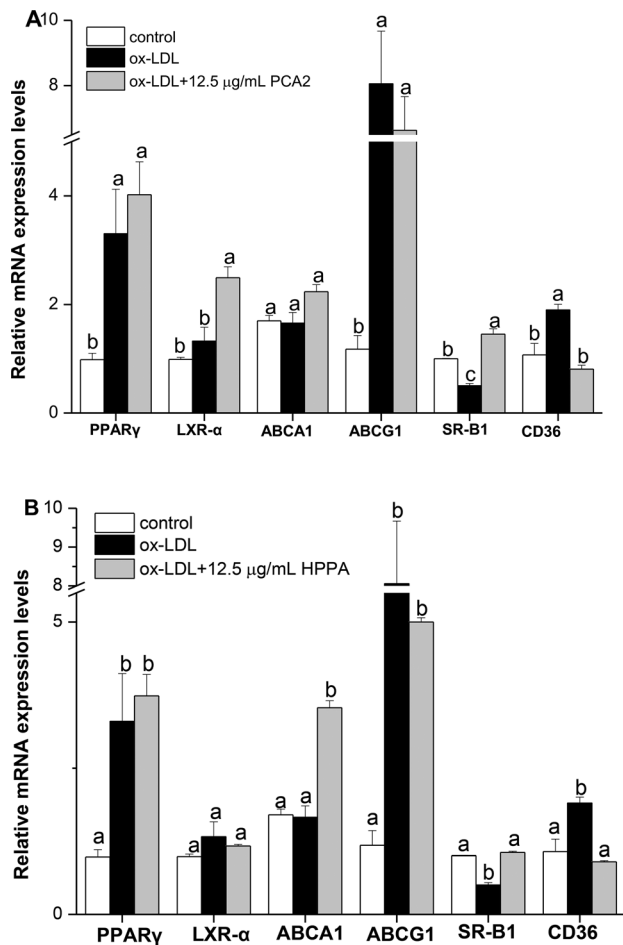 A
control
ox-LDL
ox-LDL+12.5 μg/mL PCA2
Relative mRNA expression levels
10
8
4
2
0
b a a
b b a
a a a
b a a
b c a
b a b
PPARγ LXR-α ABCA1 ABCG1 SR-B1 CD36
B
control
ox-LDL
ox-LDL+12.5 μg/mL HPPA
Relative mRNA expression levels
10
9
8
5
0
a b b
a a a
a a b
a b b
a b a
a b a
PPARγ LXR-α ABCA1 ABCG1 SR-B1 CD36